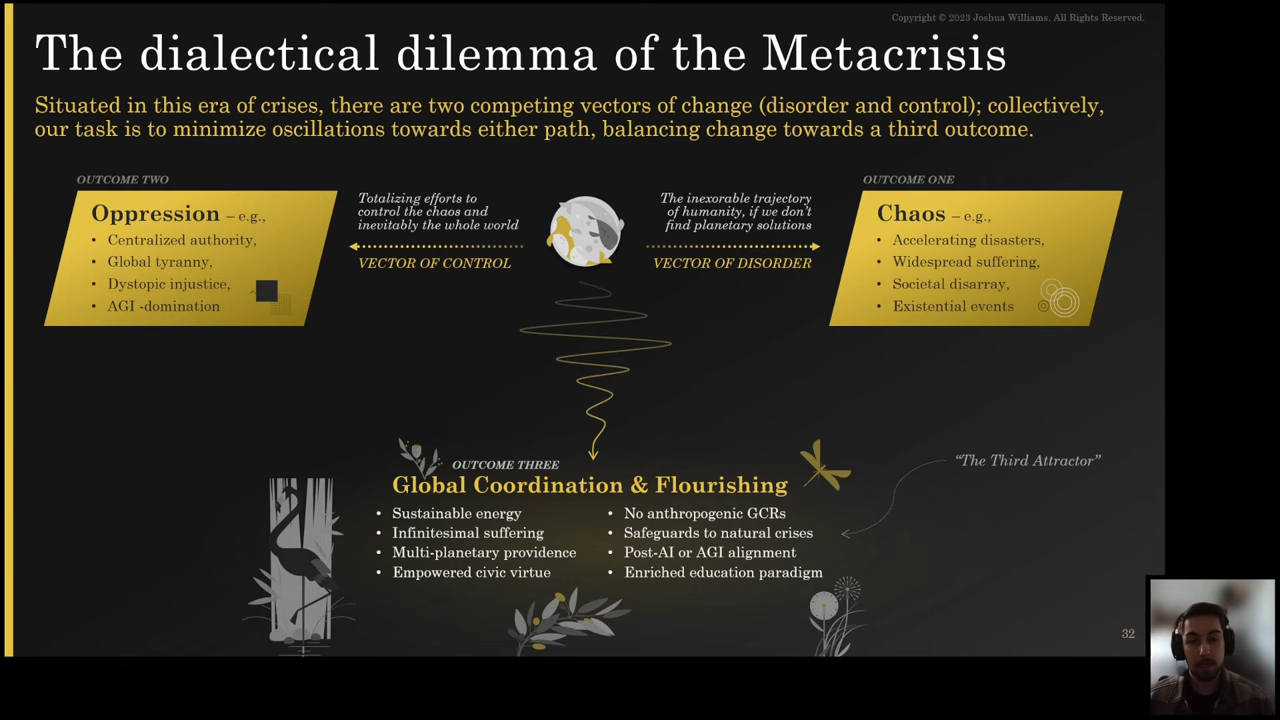 Copyright © 2023 Joshua Williams. All Rights Reserved.
The dialectical dilemma of the Metacrisis
Situated in this era of crises, there are two competing vectors of change (disorder and control); collectively,
our task is to minimize oscillations towards either path, balancing change towards a third outcome.
OUTCOME TWO
Oppression – e.g.,
• Centralized authority,
• Global tyranny,
• Dystopic injustice,
• AGI -domination
Totalizing efforts to
control the chaos and
inevitably the whole world
VECTOR OF CONTROL
The inexorable trajectory
of humanity, if we don't
find planetary solutions
VECTOR OF DISORDER
OUTCOME ONE
Chaos – e.g.,
• Accelerating disasters,
• Widespread suffering,
• Societal disarray,
• Existential events
OUTCOME THREE
Global Coordination & Flourishing
• Sustainable energy
• Infinitesimal suffering
• Multi-planetary providence
• Empowered civic virtue
• No anthropogenic GCRs
• Safeguards to natural crises
• Post-AI or AGI alignment
• Enriched education paradigm
“The Third Attractor”
32